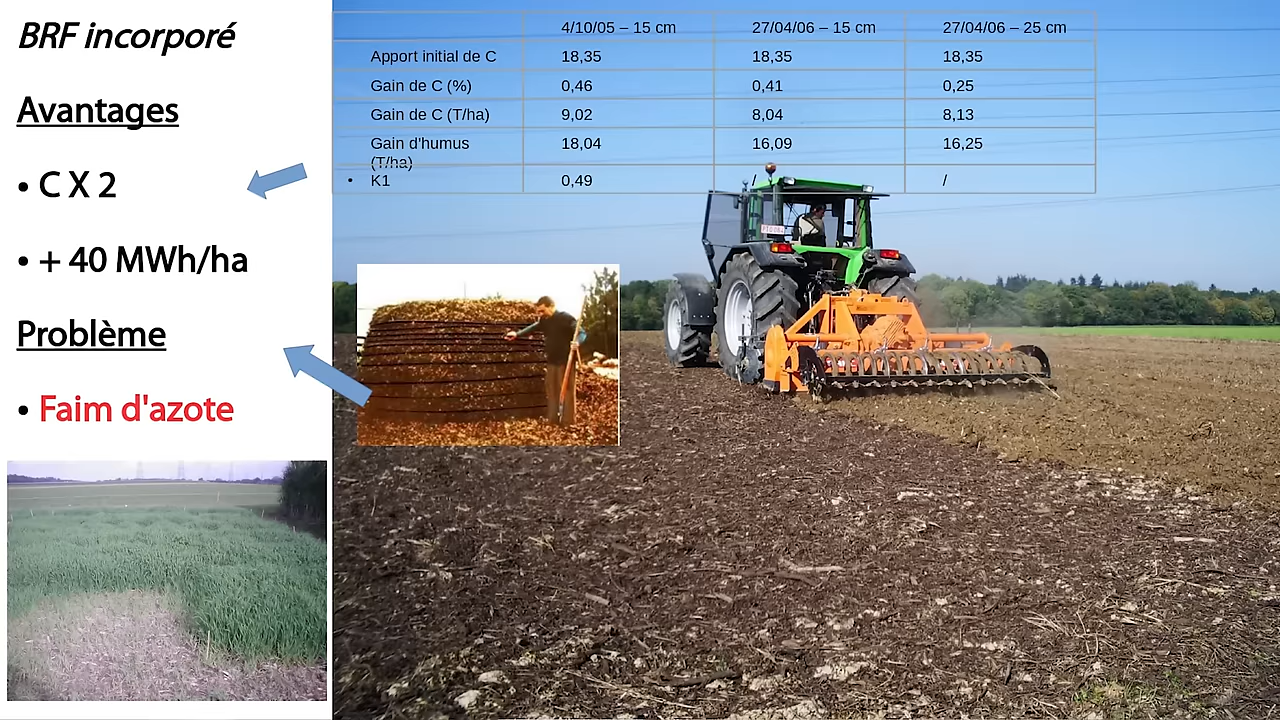 BRF incorporé
Avantages
• C X 2
• + 40 MWh/ha
Problème
• Faim d'azote
4/10/05 – 15 cm 27/04/06 – 15 cm 27/04/06 – 25 cm
Apport initial de C 18,35 18,35 18,35
Gain de C (%) 0,46 0,41 0,25
Gain de C (T/ha) 9,02 8,04 8,13
Gain d'humus 18,04 16,09 16,25
(T/ha)
• K1 0,49 / /